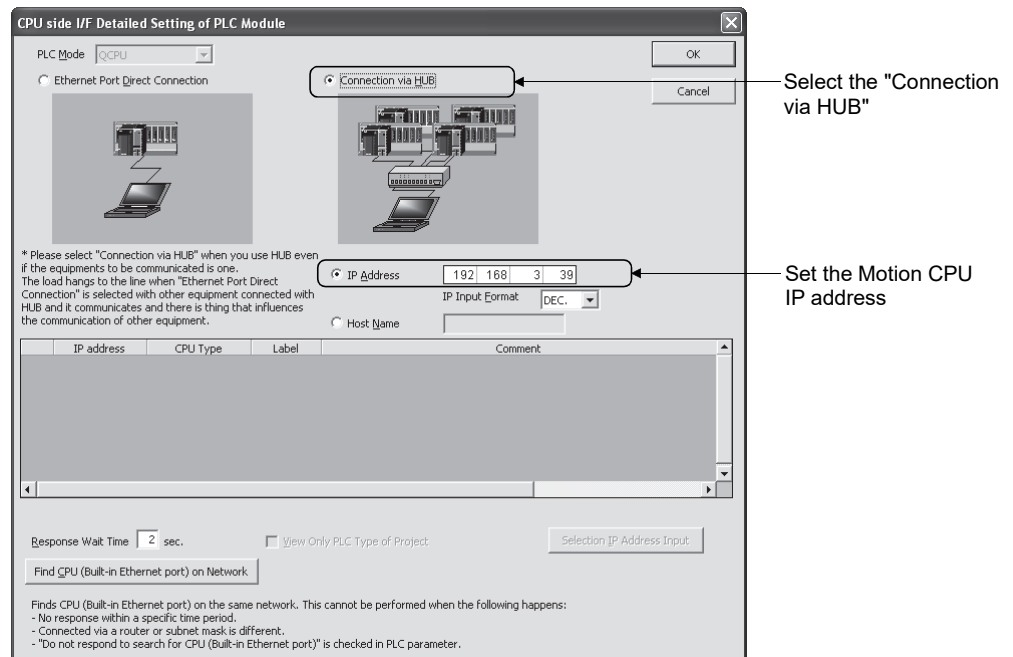 CPU side I/F Detailed Setting of PLC Module
PLC Mode QCPU
OK
Ethernet Port Direct Connection
Connection via HUB
Cancel
Select the "Connection
via HUB"
* Please select "Connection via HUB" when you use HUB even
if the equipments to be communicated is one.
The load hangs to the line when "Ethernet Port Direct
Connection" is selected with other equipment connected with
HUB and it communicates and there is thing that influences
the communication of other equipment.
IP Address 192 168 3 39
IP Input Format DEC.
Host Name
Set the Motion CPU
IP address
IP address CPU Type Label Comment
Response Wait Time 2 sec.
View Only PLC Type of Project
Selection IP Address Input
Find CPU (Built-in Ethernet port) on Network
Finds CPU (Built-in Ethernet port) on the same network. This cannot be performed when the following happens:
- No response within a specific time period.
- Connected via a router or subnet mask is different.
- "Do not respond to search for CPU (Built-in Ethernet port)" is checked in PLC parameter.